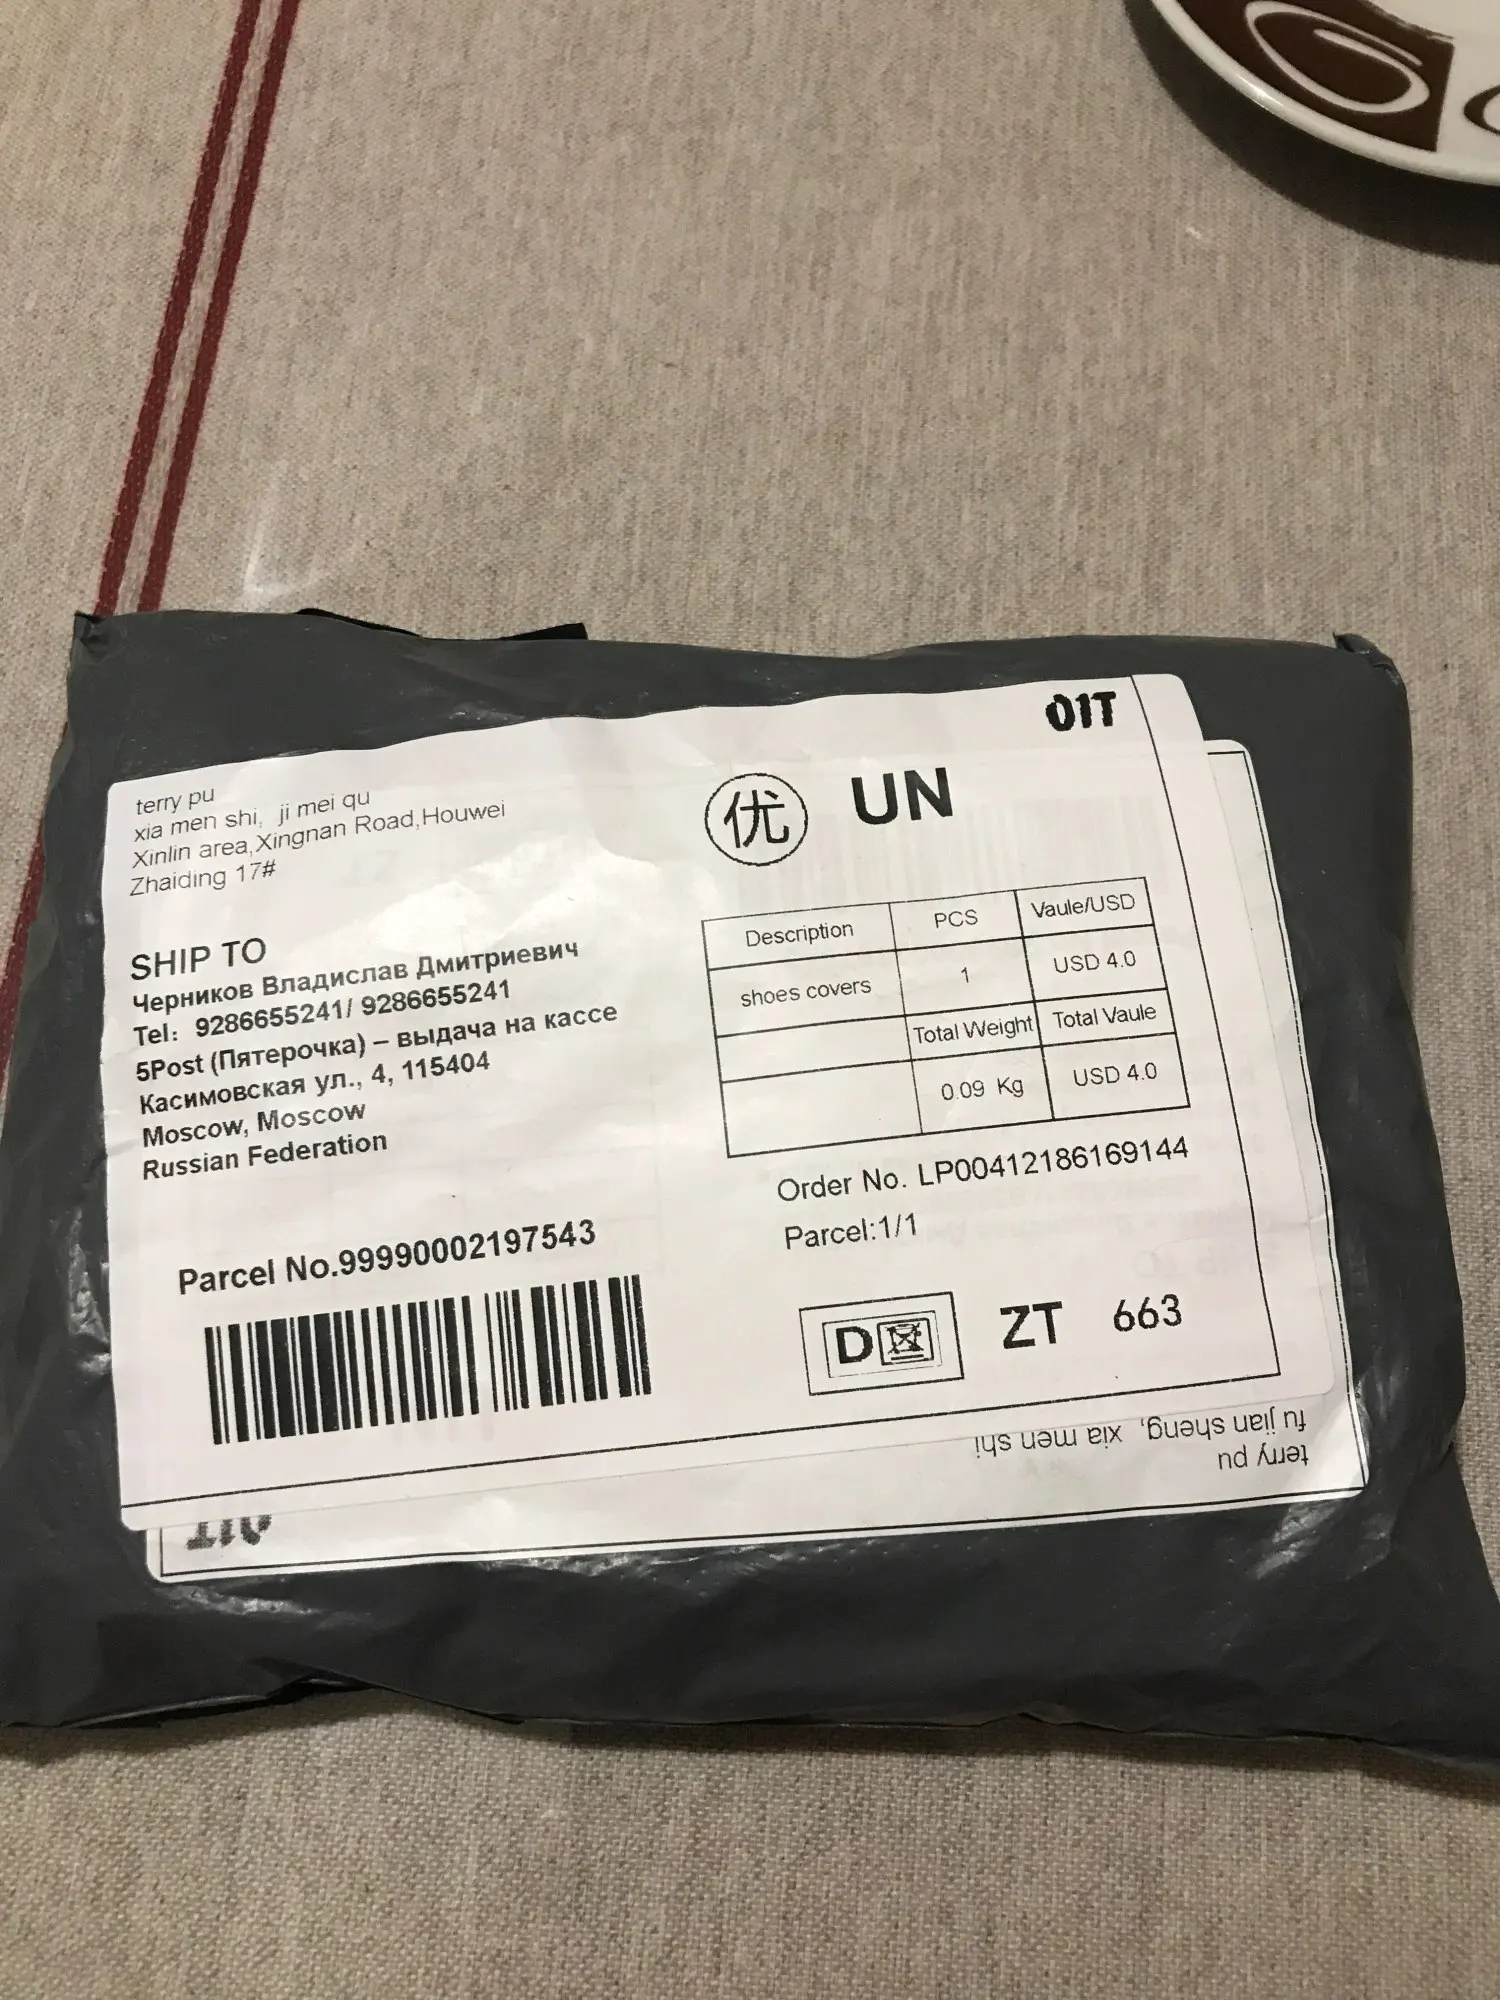 01T
terry pu
xia men shi, ji mei qu
Xinlin area,Xingnan Road,Houwei
Zhaiding 17#
优 UN
SHIP TO
Черников Владислав Дмитриевич
Tel: 9286655241/ 9286655241
5Post (Пятерочка) – выдача на кассе
Касимовская ул., 4, 115404
Moscow, Moscow
Russian Federation
Description PCS Vaule/USD
shoes covers 1 USD 4.0
Total Weight Total Vaule
0.09 Kg USD 4.0
Order No. LP00412186169144
Parcel:1/1
Parcel No.99990002197543
D ZT 663
terry pu
fu jian sheng, xia men shi